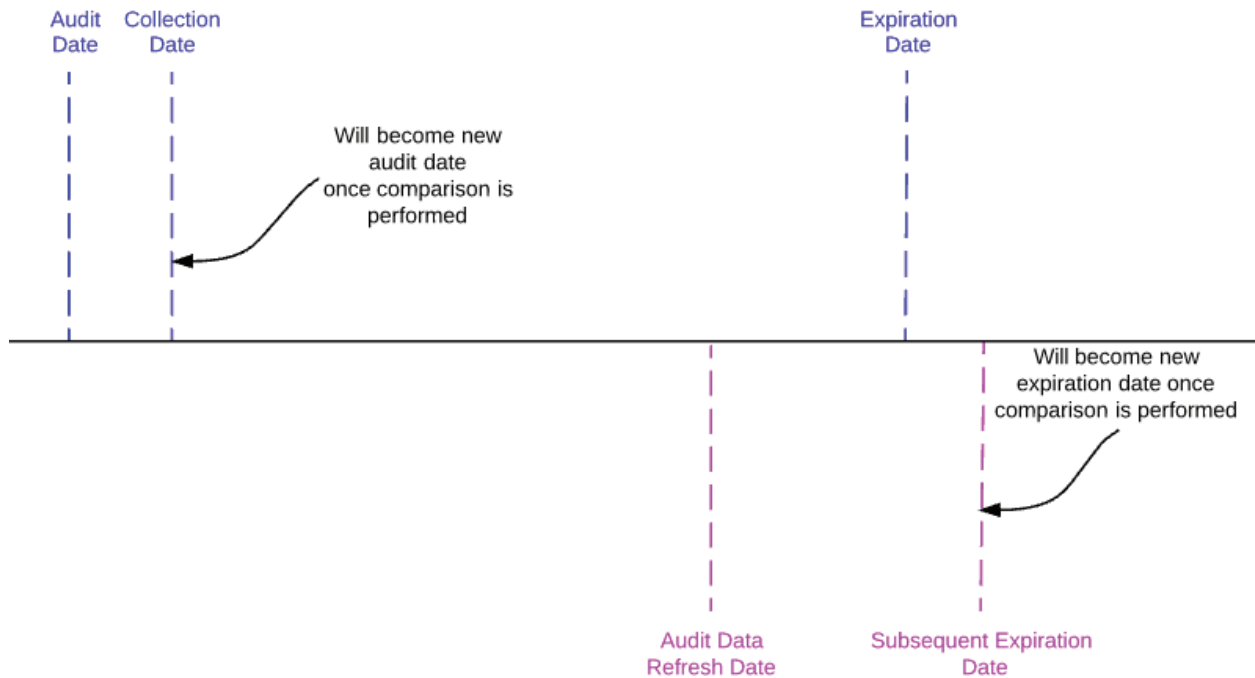 Audit
Date
Collection
Date
Expiration
Date
Will become new
audit date
once comparison is
performed
Will become new
expiration date once
comparison is performed
Audit Data
Refresh Date
Subsequent Expiration
Date